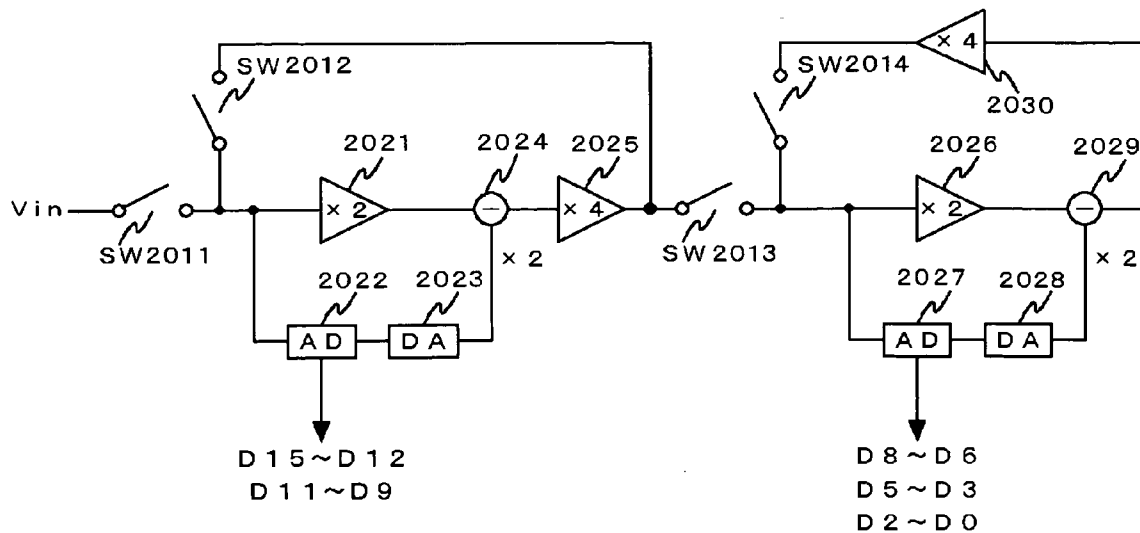 × 4
SW2012
SW2014
2030
2021
2024
2025
2026
2029
Vin
× 2
−
× 4
× 2
−
SW2011
× 2
SW2013
× 2
2022
2023
2027
2028
AD
DA
AD
DA
D15~D12
D11~D9
D8~D6
D5~D3
D2~D0